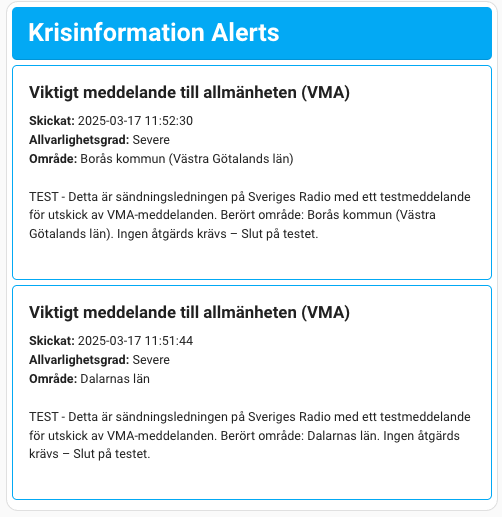 Krisinformation Alerts
Viktigt meddelande till allmänheten (VMA)
Skickat: 2025-03-17 11:52:30
Allvarlighetsgrad: Severe
Område: Borås kommun (Västra Götalands län)
TEST - Detta är sändningsledningen på Sveriges Radio med ett testmeddelande
för utskick av VMA-meddelanden. Berört område: Borås kommun (Västra
Götalands län). Ingen åtgärds krävs – Slut på testet.
Viktigt meddelande till allmänheten (VMA)
Skickat: 2025-03-17 11:51:44
Allvarlighetsgrad: Severe
Område: Dalarnas län
TEST - Detta är sändningsledningen på Sveriges Radio med ett testmeddelande
för utskick av VMA-meddelanden. Berört område: Dalarnas län. Ingen åtgärds
krävs – Slut på testet.